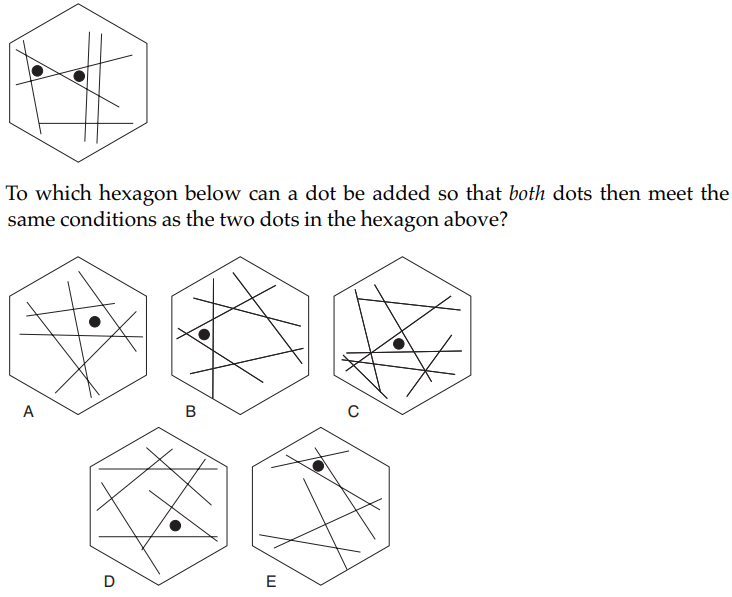 To which hexagon below can a dot be added so that both dots then meet the
same conditions as the two dots in the hexagon above?
A
B
C
D
E